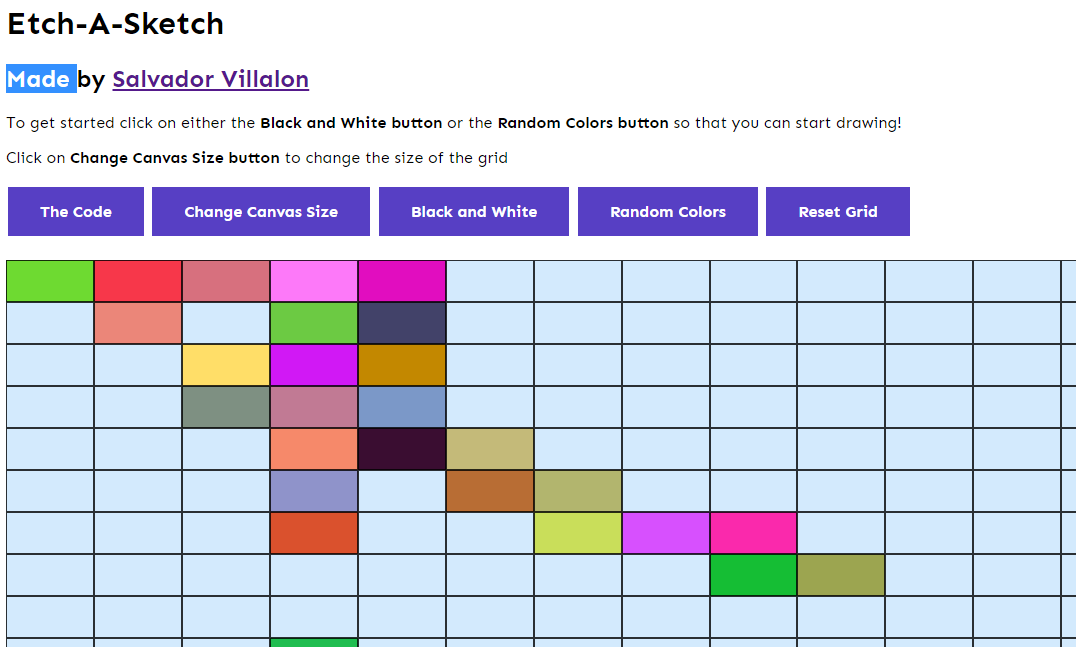 Etch-A-Sketch
Made by Salvador Villalon
To get started click on either the Black and White button or the Random Colors button so that you can start drawing!
Click on Change Canvas Size button to change the size of the grid
The Code Change Canvas Size Black and White Random Colors Reset Grid